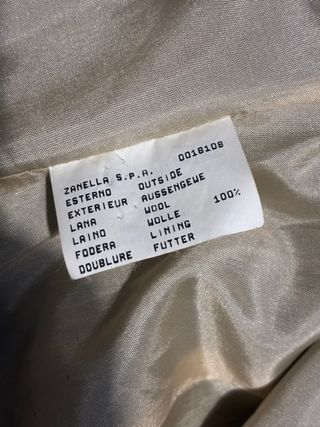 ZANELLA S.P.A. 0018108
ESTERNO OUTSIDE
EXTERIEUR AUSSENGEWE
LANA WOOL 100%
LAINO WOLLE
FODERA LINING
DOUBLURE FUTTER